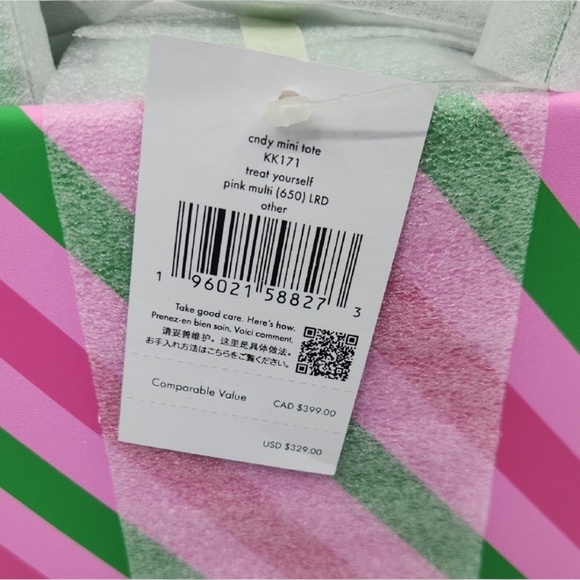 cndy mini tote
KK171
treat yourself
pink multi (650) LRD
other
1 96021 58827 3
Take good care. Here's how.
Prenez-en bien soin. Voici comment.
请妥善维护。这里是具体做法。
お手入れ方法はこちらをご覧ください。
Comparable Value CAD $399.00
USD $329.00